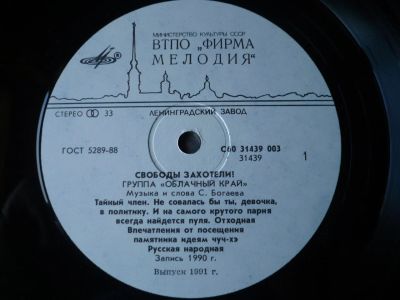 МИНИСТЕРСТВО КУЛЬТУРЫ СССР
ВТПО „ФИРМА
МЕЛОДИЯ“
®
СТЕРЕО 33
ЛЕНИНГРАДСКИЙ ЗАВОД
ГОСТ 5289-88
С60 31439 003
31439
1
СВОБОДЫ ЗАХОТЕЛИ!
ГРУППА «ОБЛАЧНЫЙ КРАЙ»
Музыка и слова С. Богаева
Тайный член. Не совалась бы ты, девочка,
в политику. И на самого крутого парня
всегда найдется пуля. Отходная
Впечатления от посещения
памятника идеям чуч-хэ
Русская народная
Запись 1990 г.
Выпуск 1991 г.